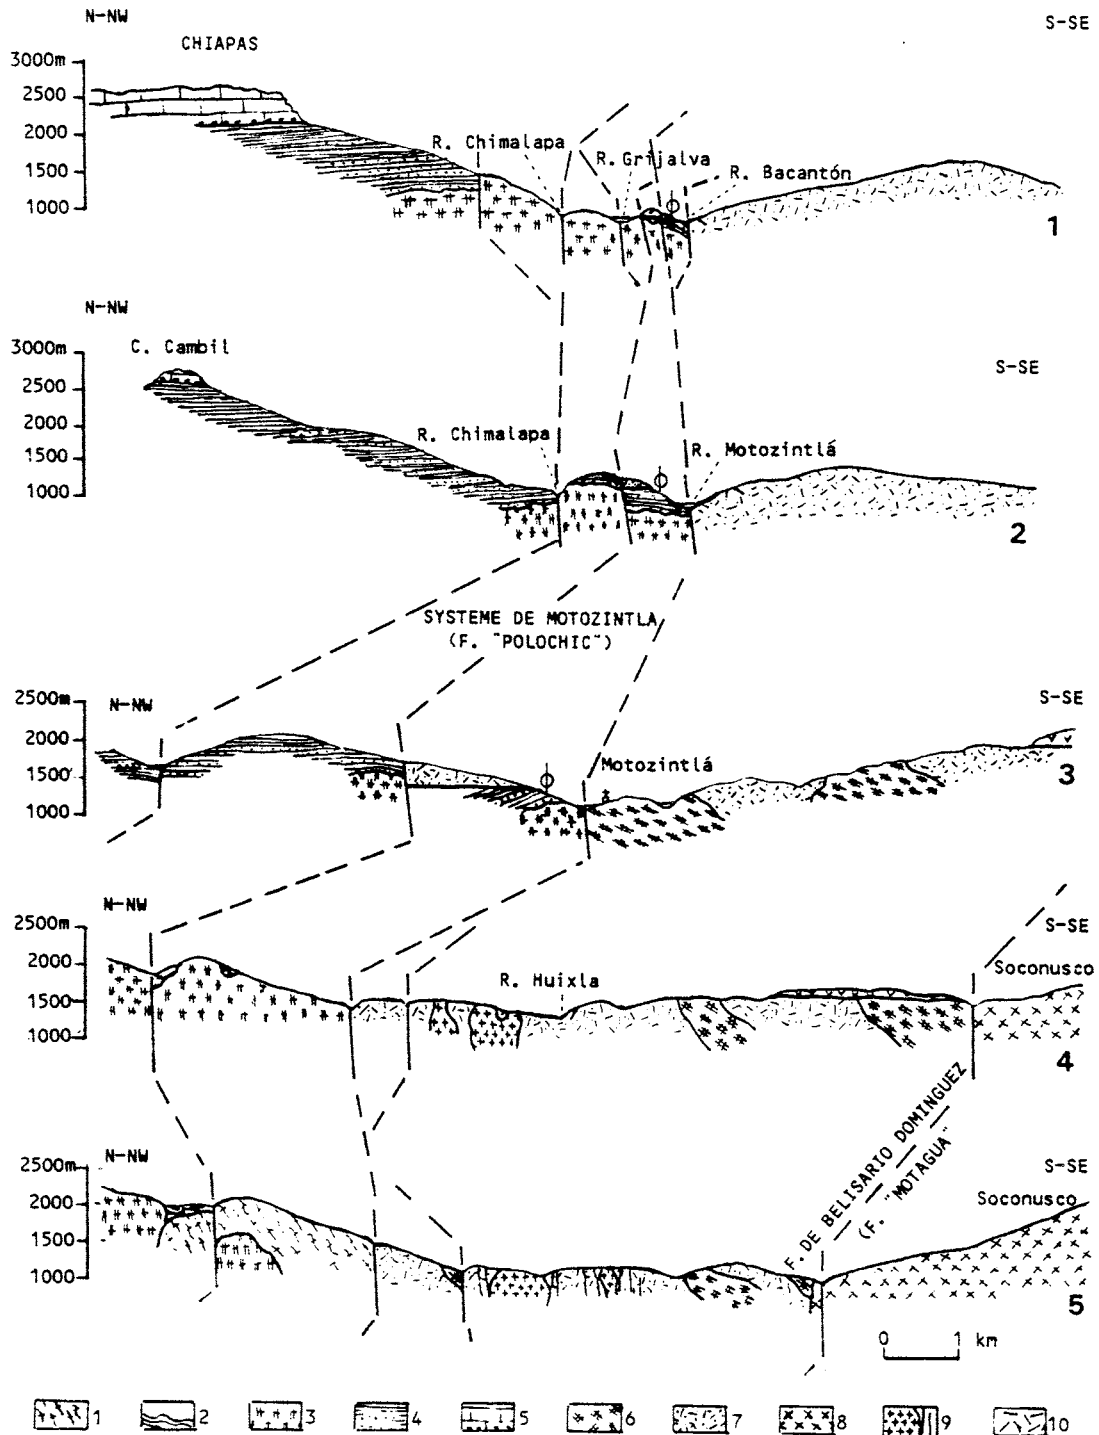 N-NW
S-SE
CHIAPAS
3000m
2500
2000
1500
1000
R. Chimalapa
R. Grijalva
R. Bacantón
1
N-NW
S-SE
C. Cambil
3000m
2500
2000
1500
1000
R. Chimalapa
R. Motozintlá
2
SYSTEME DE MOTOZINTLA
(F. "POLOCHIC")
N-NW
S-SE
2500m
2000
1500
1000
Motozintlá
3
N-NW
S-SE
2500m
2000
1500
1000
R. Huixla
Soconusco
4
F. DE BELISARIO DOMINGUEZ
(F. "MOTAGUA"
N-NW
S-SE
2500m
2000
1500
1000
Soconusco
5
0 1 km
1 2 3 4 5 6 7 8 9 10